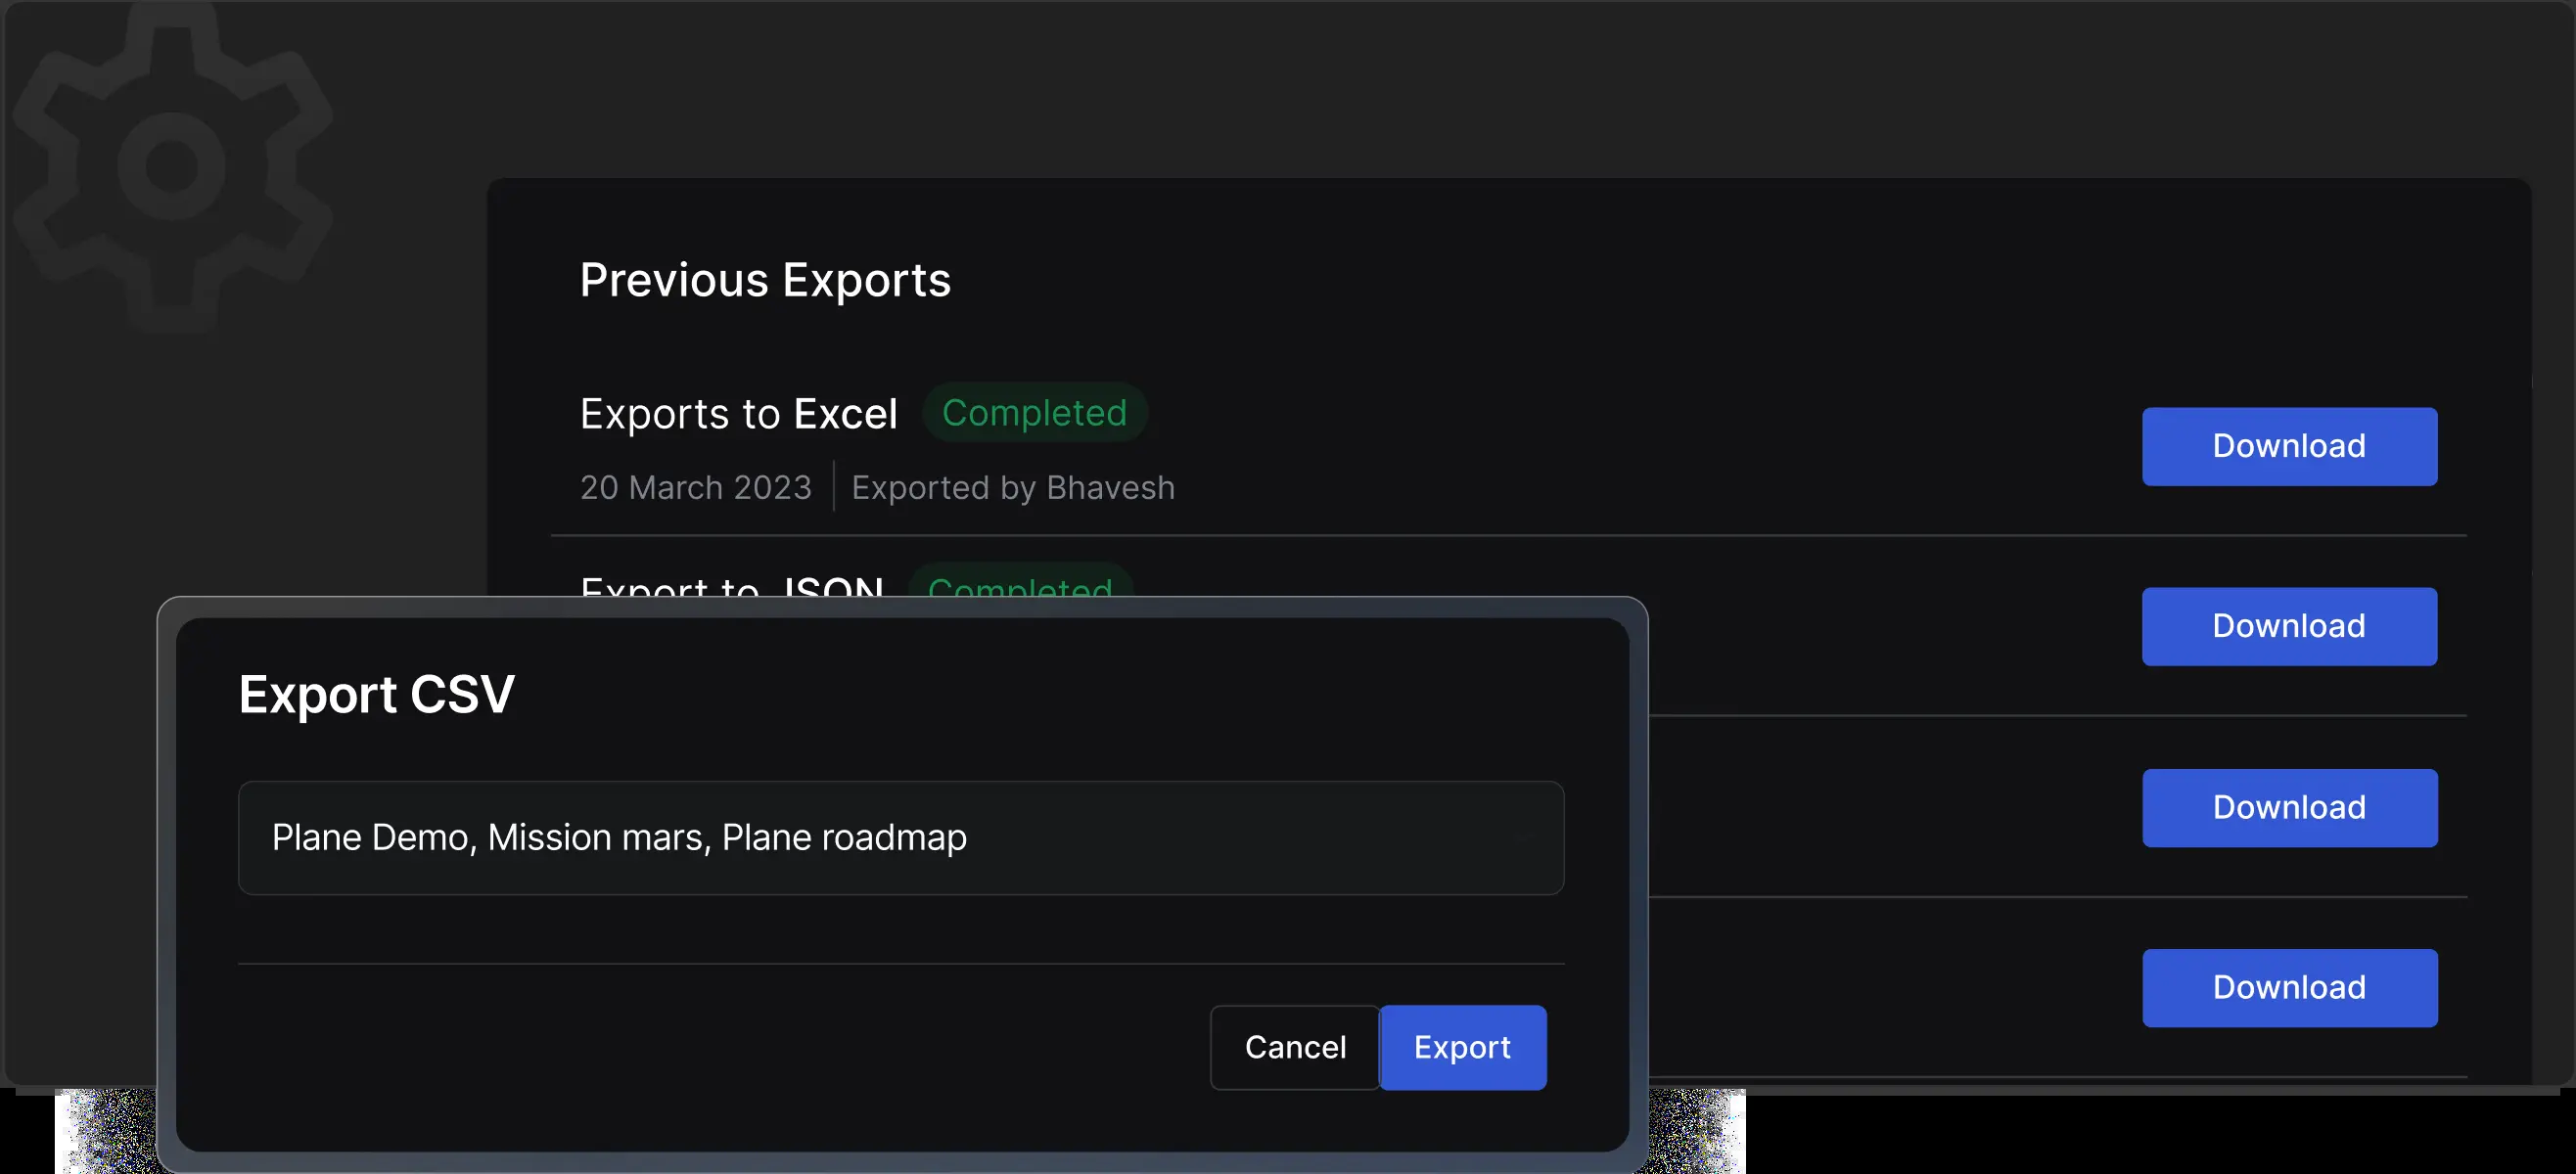 Previous Exports
Exports to Excel Completed
Download
20 March 2023 Exported by Bhavesh
Export to JSON Completed
Download
Export CSV
Download
Plane Demo, Mission mars, Plane roadmap
Download
Cancel Export